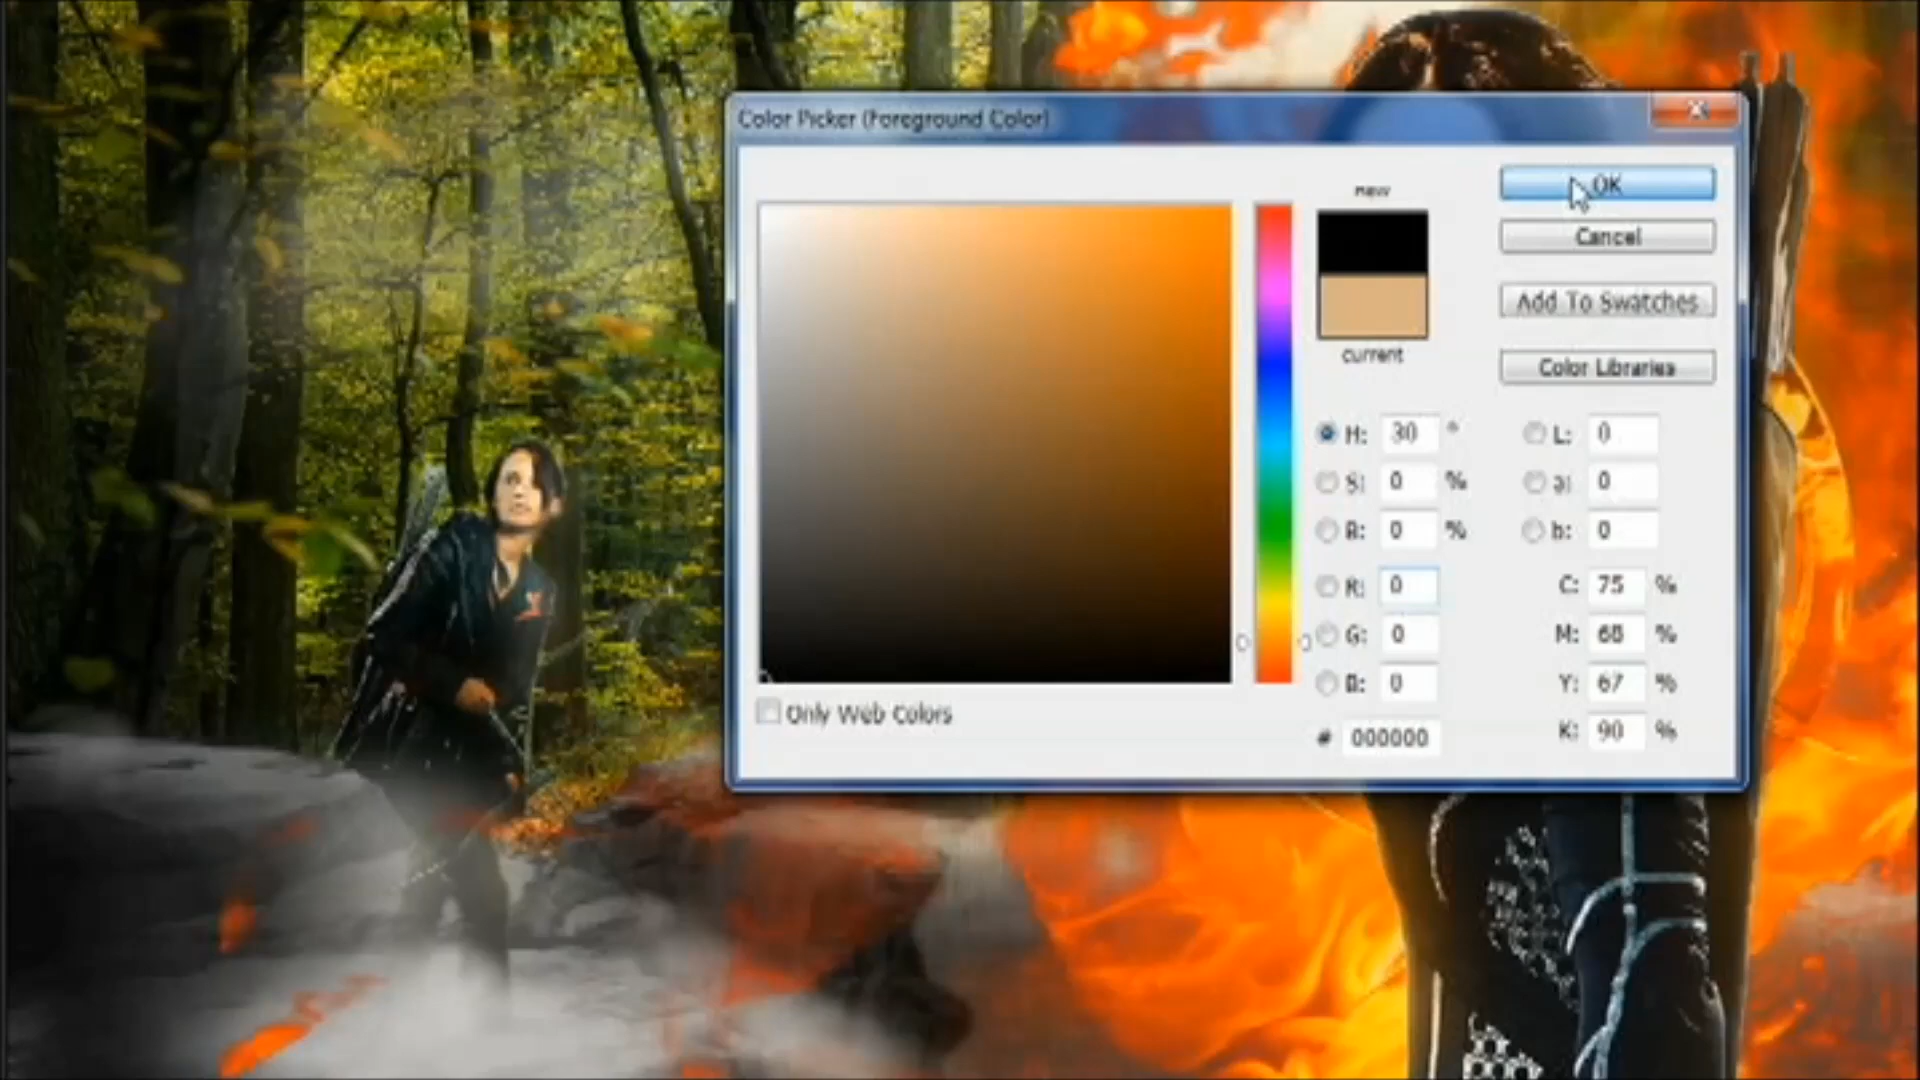 Color Picker (Foreground Color)
new
OK
Cancel
Add To Swatches
current
Color Libraries
H: 30 °
L: 0
S: 0 %
a: 0
B: 0 %
b: 0
R: 0
C: 75 %
G: 0
M: 68 %
B: 0
Y: 67 %
Only Web Colors
# 000000
K: 90 %